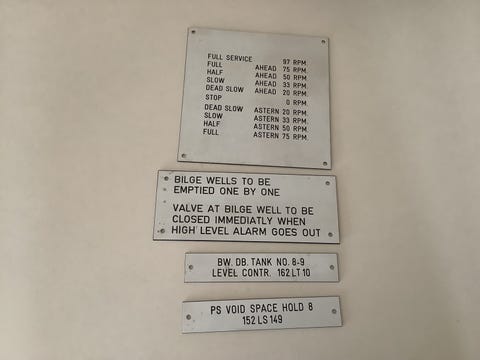 FULL SERVICE 97 RPM.
FULL AHEAD 75 RPM.
HALF AHEAD 50 RPM.
SLOW AHEAD 33 RPM.
DEAD SLOW AHEAD 20 RPM.
STOP 0 RPM.
DEAD SLOW ASTERN 20 RPM.
SLOW ASTERN 33 RPM.
HALF ASTERN 50 RPM.
FULL ASTERN 75 RPM.
BILGE WELLS TO BE
EMPTIED ONE BY ONE
VALVE AT BILGE WELL TO BE
CLOSED IMMEDIATLY WHEN
HIGH LEVEL ALARM GOES OUT
BW. DB. TANK NO. 8-9
LEVEL CONTR. 162 LT 10
PS VOID SPACE HOLD 8
152 LS 149